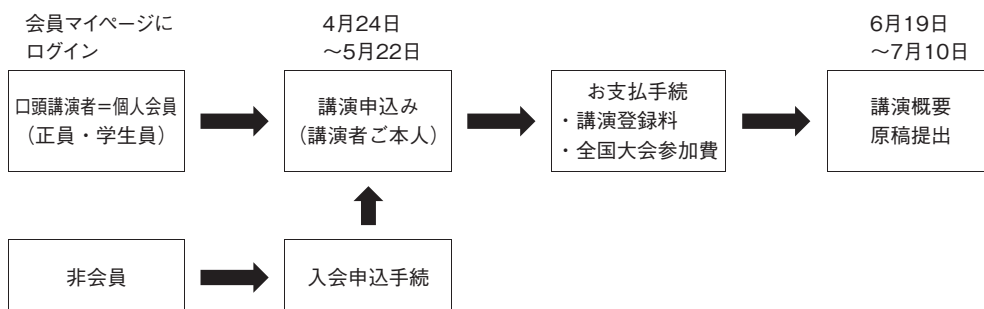 会員マイページに
ログイン
4月24日
～5月22日
6月19日
～7月10日
口頭講演者＝個人会員
（正員・学生員）
講演申込み
（講演者ご本人）
お支払手続
・講演登録料
・全国大会参加費
講演概要
原稿提出
非会員
入会申込手続